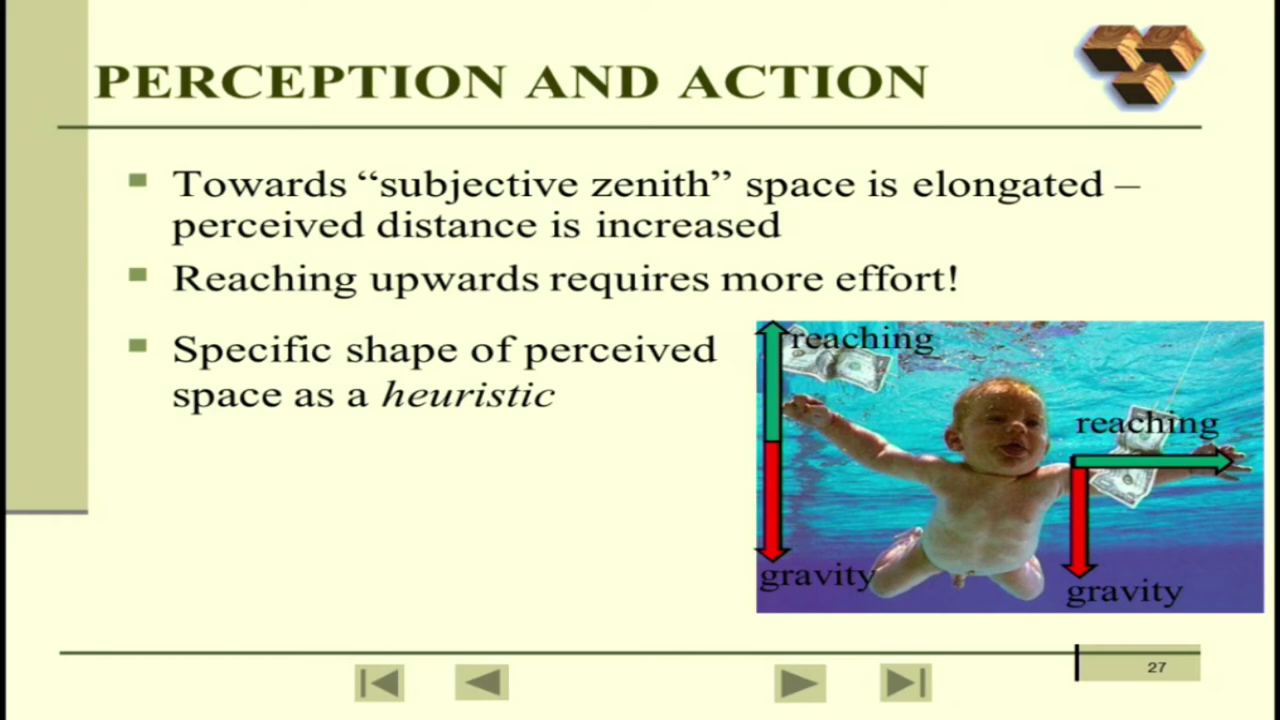 PERCEPTION AND ACTION
Towards “subjective zenith” space is elongated –
perceived distance is increased
Reaching upwards requires more effort!
Specific shape of perceived
space as a heuristic
reaching
reaching
gravity
gravity
27